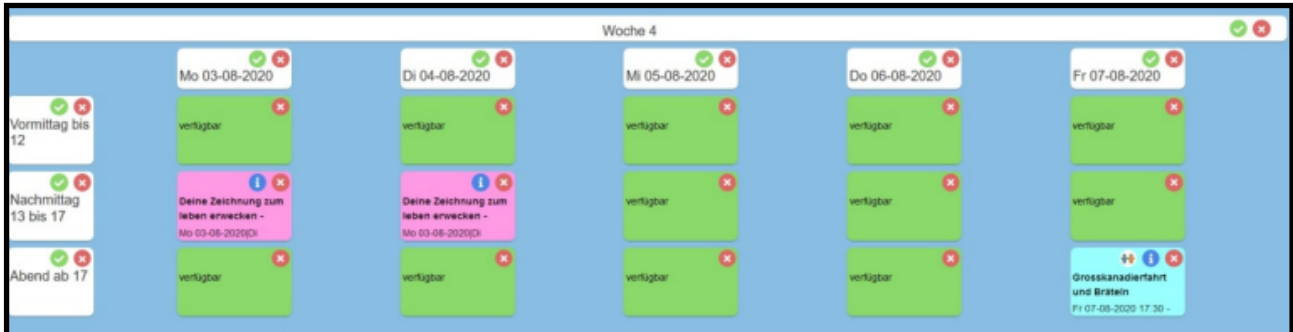 Woche 4
Mo 03-08-2020
Di 04-08-2020
Mi 05-08-2020
Do 06-08-2020
Fr 07-08-2020
Vormittag bis
12
verfügbar
verfügbar
verfügbar
verfügbar
verfügbar
Nachmittag
13 bis 17
Deine Zeichnung zum
leben erwecken -
Mo 03-08-2020|Di
Deine Zeichnung zum
leben erwecken -
Mo 03-08-2020|Di
verfügbar
verfügbar
verfügbar
Abend ab 17
verfügbar
verfügbar
verfügbar
verfügbar
Grosskanadierfahrt
und Bräteln
Fr 07-08-2020 17:30 -